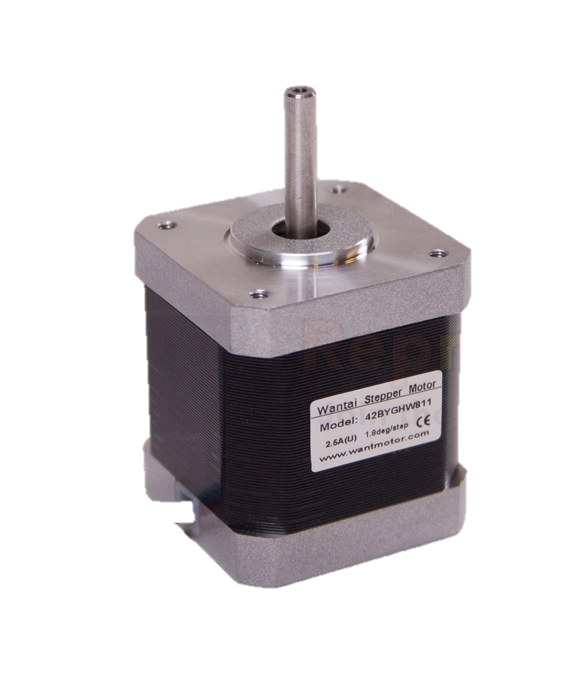 Wantai Stepper Motor
Model: 42BYGHW811
2.5A(U) 1.8deg/step CE
www.wantmotor.com